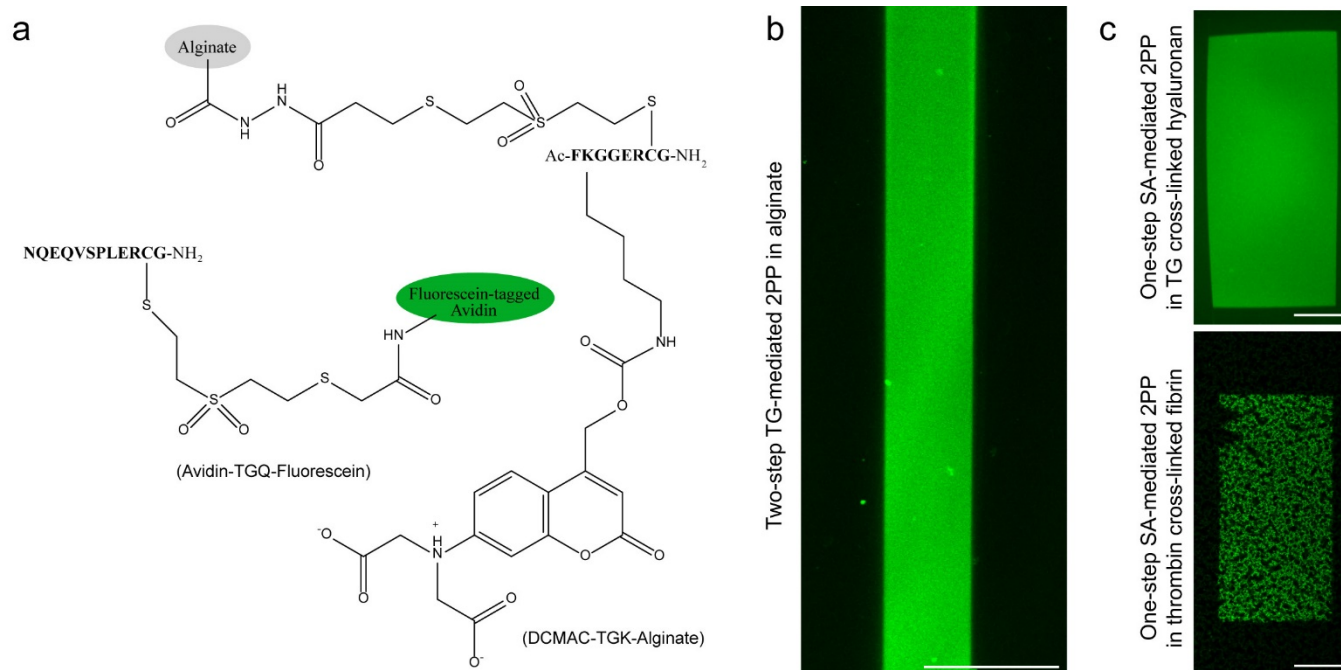 a
Alginate
O
N
H
H
N
O
S
O
S
O
S
Ac-FKGGERCG-NH2
NQEQVSPLERCG-NH2
S
Fluorescein-tagged
Avidin
HN
O
S
S
O
O
(Avidin-TGQ-Fluorescein)
O
NH
O
-O
O
+
H
N
O
O
O
O-
(DCMAC-TGK-Alginate)
b
Two-step TG-mediated 2PP in alginate
c
One-step SA-mediated 2PP
in TG cross-linked hyaluronan
One-step SA-mediated 2PP
in thrombin cross-linked fibrin